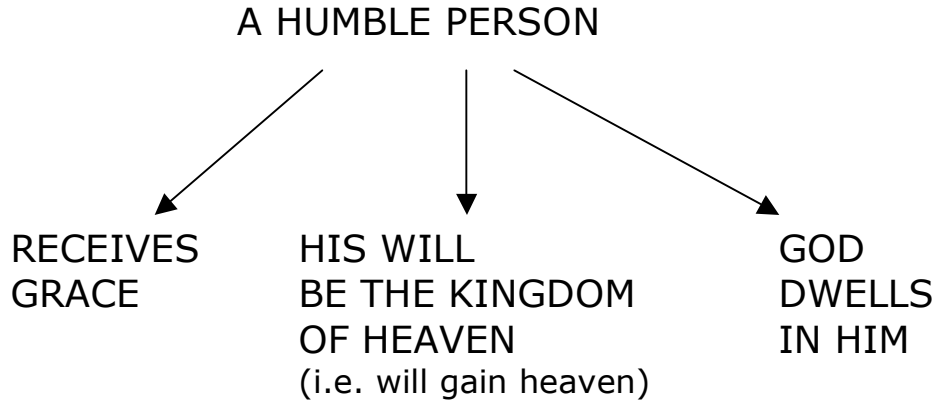 A HUMBLE PERSON
RECEIVES
GRACE
HIS WILL
BE THE KINGDOM
OF HEAVEN
(i.e. will gain heaven)
GOD
DWELLS
IN HIM